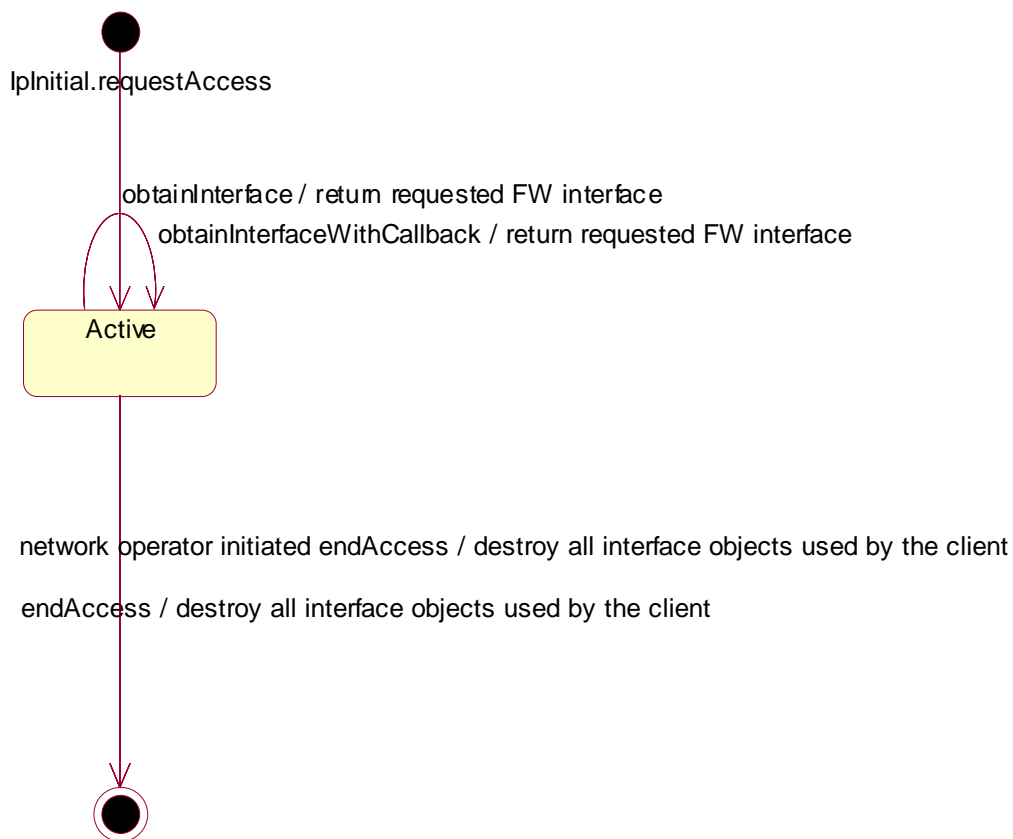 IpInitial.requestAccess
obtainInterface / return requested FW interface
obtainInterfaceWithCallback / return requested FW interface
Active
network operator initiated endAccess / destroy all interface objects used by the client
endAccess / destroy all interface objects used by the client